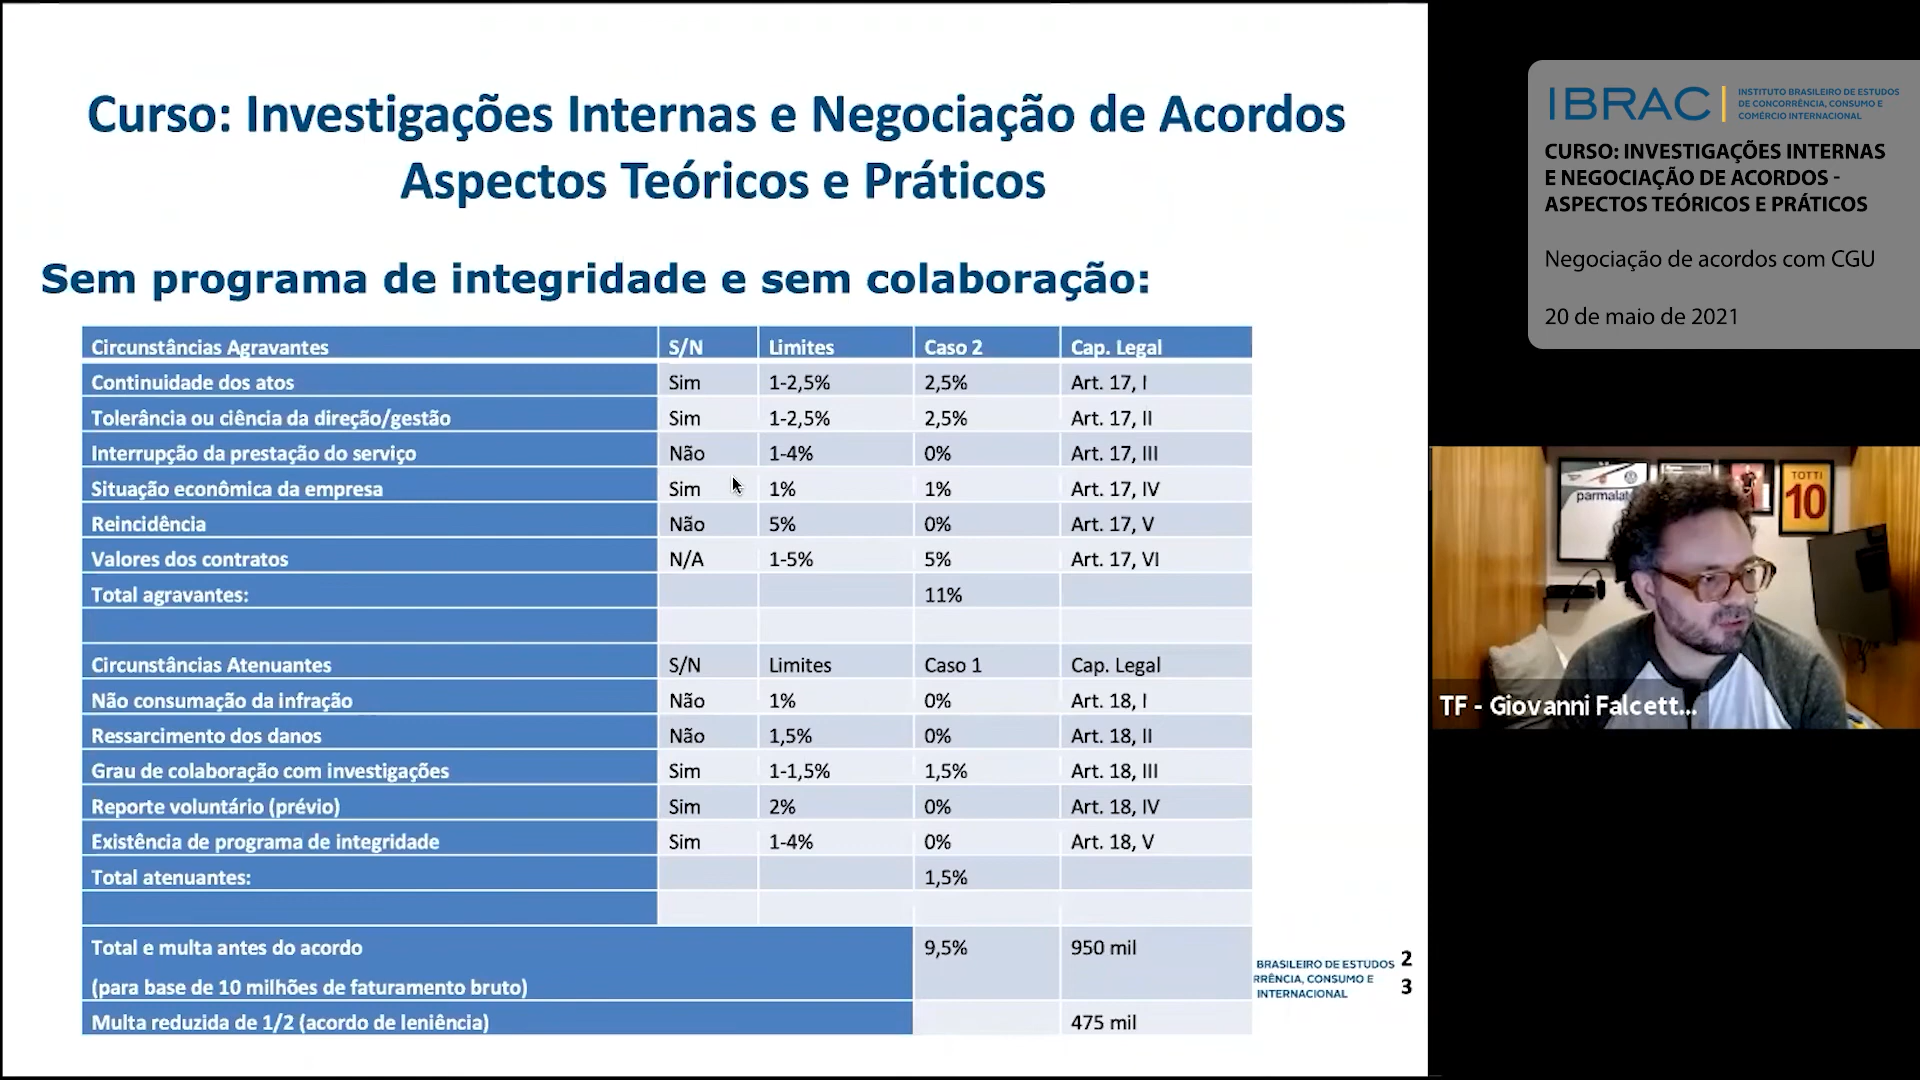 Curso: Investigações Internas e Negociação de Acordos
Aspectos Teóricos e Práticos
Sem programa de integridade e sem colaboração:
Circunstâncias Agravantes S/N Limites Caso 2 Cap. Legal
Continuidade dos atos Sim 1-2,5% 2,5% Art. 17, I
Tolerância ou ciência da direção/gestão Sim 1-2,5% 2,5% Art. 17, II
Interrupção da prestação do serviço Não 1-4% 0% Art. 17, III
Situação econômica da empresa Sim 1% 1% Art. 17, IV
Reincidência Não 5% 0% Art. 17, V
Valores dos contratos N/A 1-5% 5% Art. 17, VI
Total agravantes: 11%
Circunstâncias Atenuantes S/N Limites Caso 1 Cap. Legal
Não consumação da infração Não 1% 0% Art. 18, I
Ressarcimento dos danos Não 1,5% 0% Art. 18, II
Grau de colaboração com investigações Sim 1-1,5% 1,5% Art. 18, III
Reporte voluntário (prévio) Sim 2% 0% Art. 18, IV
Existência de programa de integridade Sim 1-4% 0% Art. 18, V
Total atenuantes: 1,5%
Total e multa antes do acordo 9,5% 950 mil
(para base de 10 milhões de faturamento bruto)
Multa reduzida de 1/2 (acordo de leniência) 475 mil
BRASILEIRO DE ESTUDOS
RRÊNCIA, CONSUMO E
INTERNACIONAL
2
3
IBRAC
INSTITUTO BRASILEIRO DE ESTUDOS
DE CONCORRÊNCIA, CONSUMO E
COMÉRCIO INTERNACIONAL
CURSO: INVESTIGAÇÕES INTERNAS
E NEGOCIAÇÃO DE ACORDOS -
ASPECTOS TEÓRICOS E PRÁTICOS
Negociação de acordos com CGU
20 de maio de 2021
parmalat
TOTTI
10
TF - Giovanni Falcett...